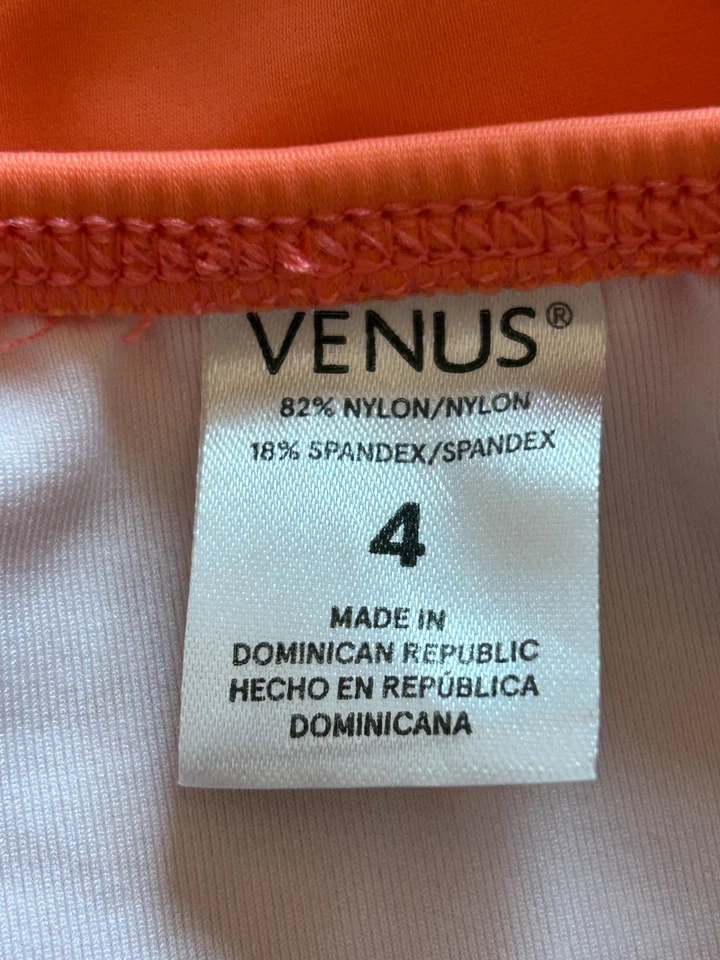 VENUS®
82% NYLON/NYLON
18% SPANDEX/SPANDEX
4
MADE IN
DOMINICAN REPUBLIC
HECHO EN REPÚBLICA
DOMINICANA